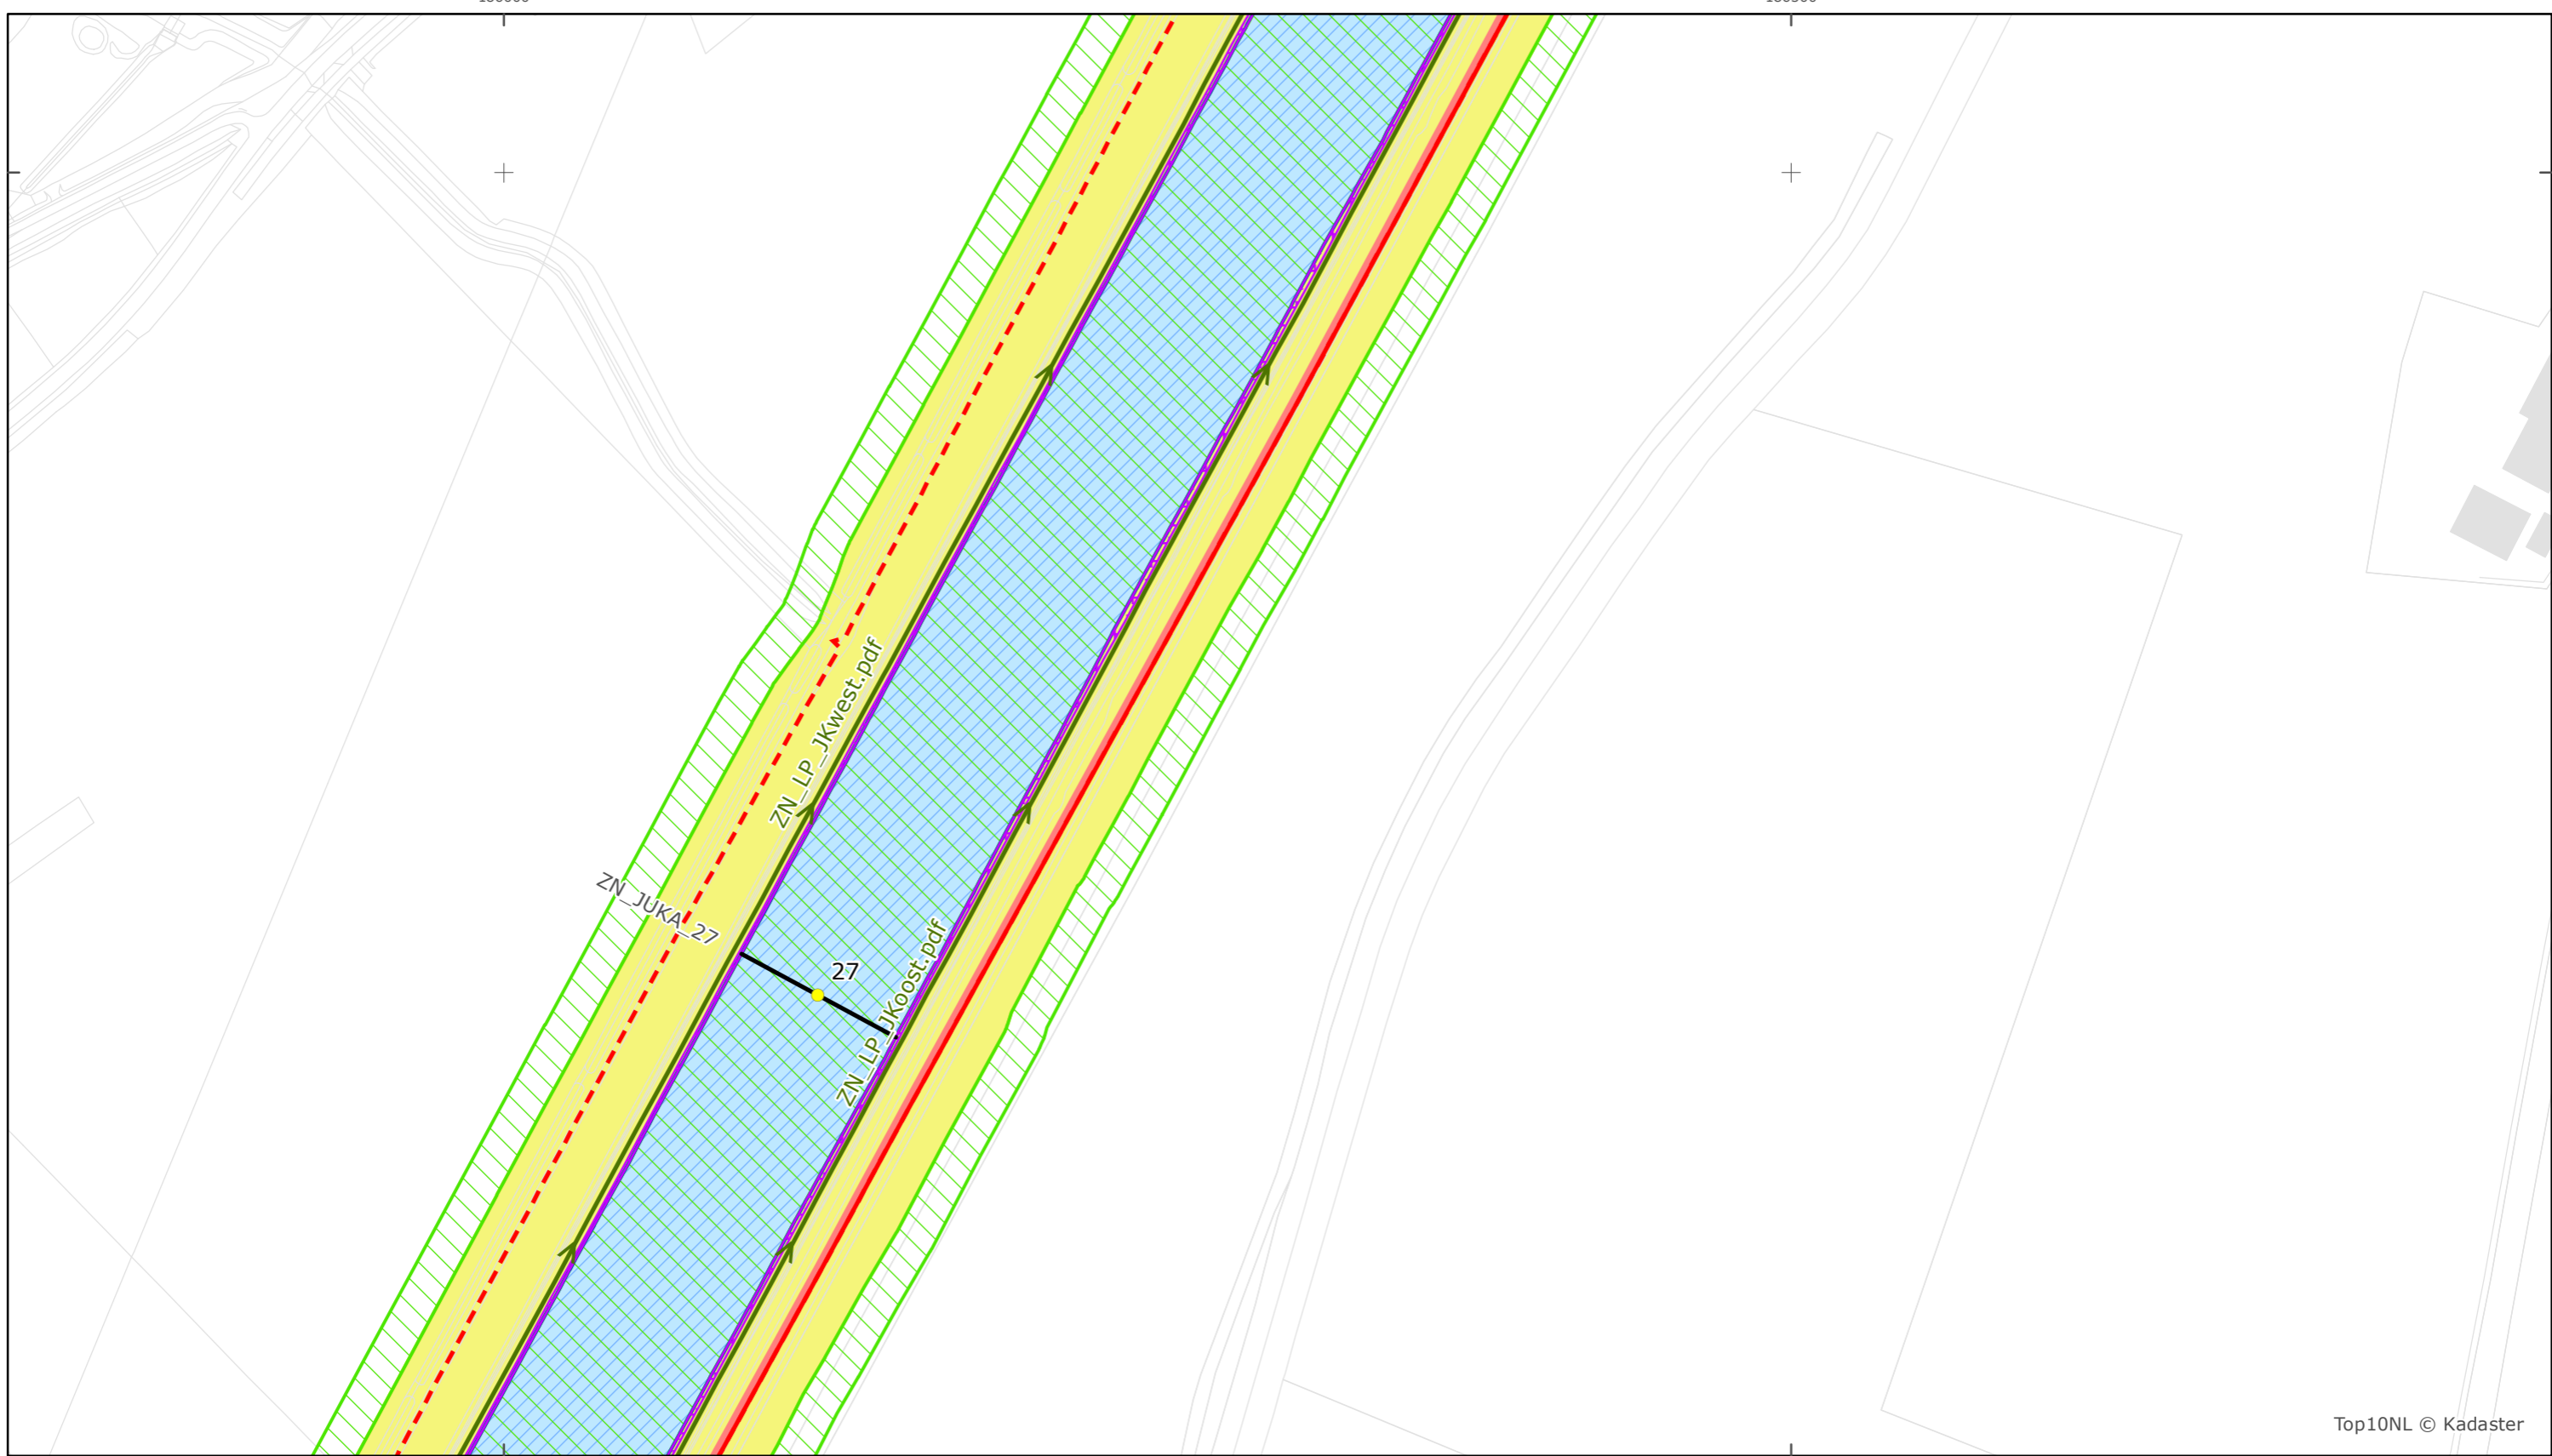 ZN_LP_JKwest.pdf
ZN_JUKA_27
27
ZN_LP_JKoost.pdf
Top10NL © Kadaster